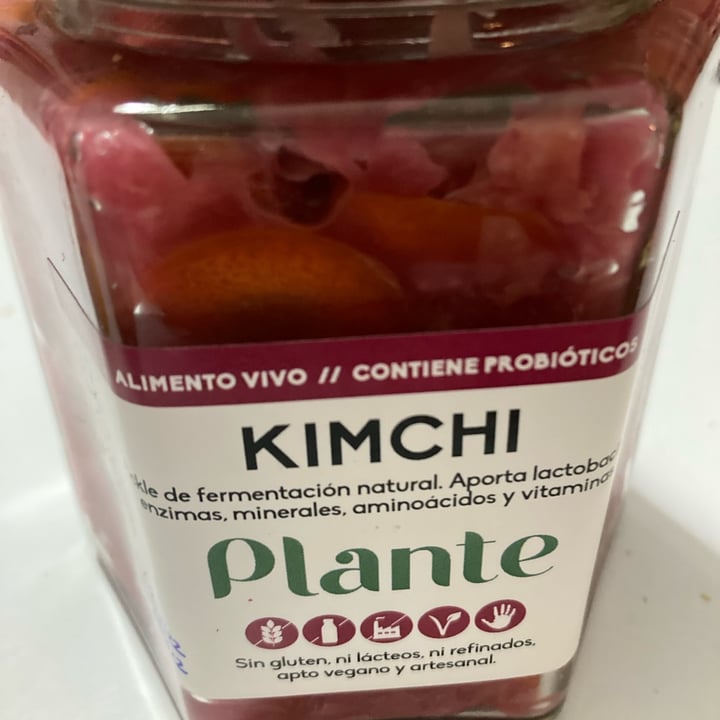 ALIMENTO VIVO // CONTIENE PROBIÓTICOS
KIMCHI
de fermentación natural. Aporta
enzimas, minerales, aminoácidos y vitaminas
Plante
Sin gluten, ni lácteos, ni refinados,
apto vegano y artesanal.